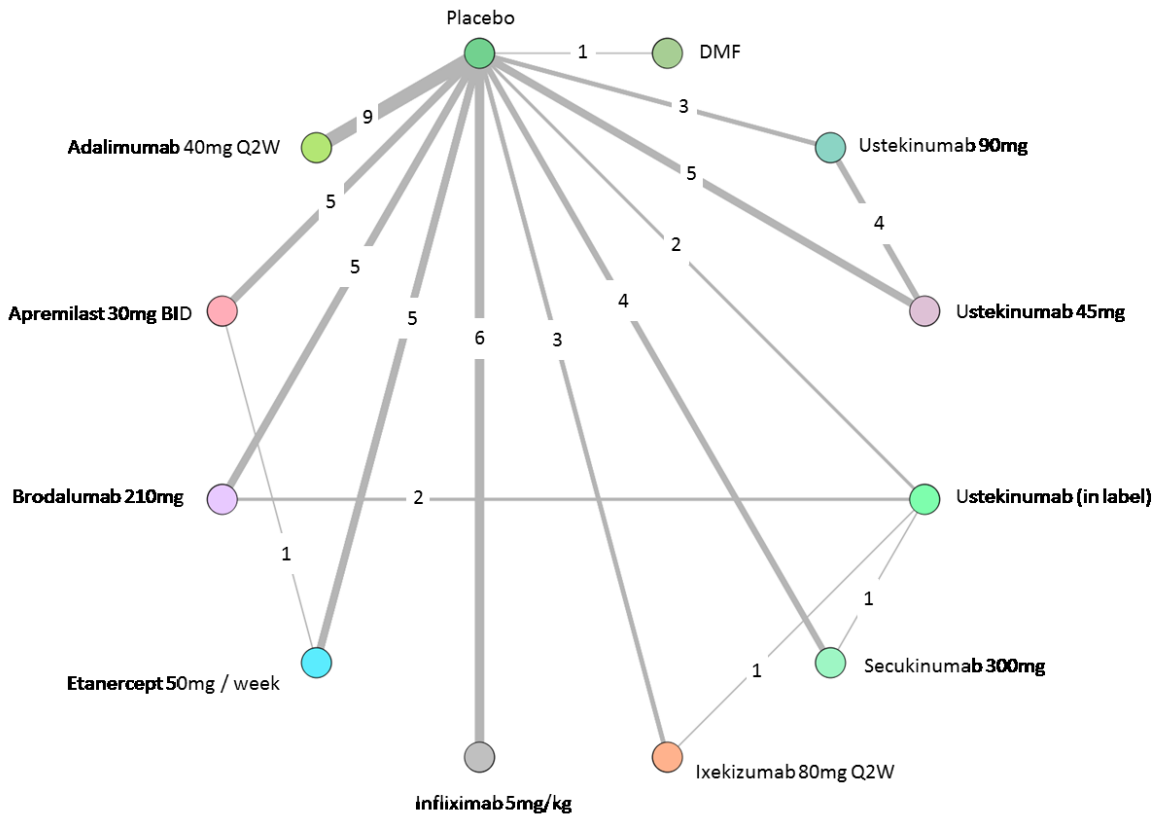 Placebo
1
DMF
9
3
Adalimumab 40mg Q2W
Ustekinumab 90mg
5
5
4
2
5
Apremilast 30mg BID
4
Ustekinumab 45mg
5
6
3
Brodalumab 210mg
2
Ustekinumab (in label)
1
1
1
Secukinumab 300mg
Etanercept 50mg / week
Ixekizumab 80mg Q2W
Infliximab 5mg/kg